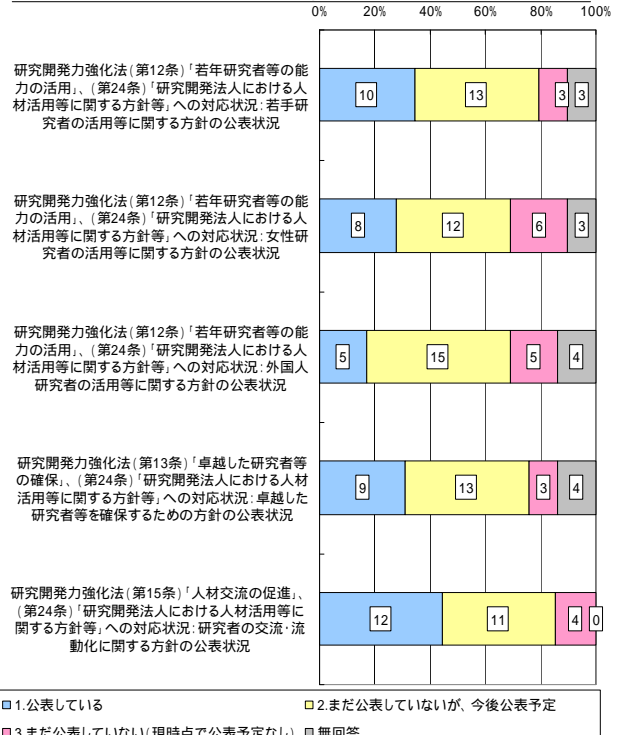 0% 20% 40% 60% 80% 100%
研究開発力強化法(第12条)「若年研究者等の能
力の活用」、(第24条)「研究開発法人における人
材活用等に関する方針等」への対応状況:若手研
究者の活用等に関する方針の公表状況
10 13 3 3
研究開発力強化法(第12条)「若年研究者等の能
力の活用」、(第24条)「研究開発法人における人
材活用等に関する方針等」への対応状況:女性研
究者の活用等に関する方針の公表状況
8 12 6 3
研究開発力強化法(第12条)「若年研究者等の能
力の活用」、(第24条)「研究開発法人における人
材活用等に関する方針等」への対応状況:外国人
研究者の活用等に関する方針の公表状況
5 15 5 4
研究開発力強化法(第13条)「卓越した研究者等
の確保」、(第24条)「研究開発法人における人材
活用等に関する方針等」への対応状況:卓越した
研究者等を確保するための方針の公表状況
9 13 3 4
研究開発力強化法(第15条)「人材交流の促進」、
(第24条)「研究開発法人における人材活用等に
関する方針等」への対応状況:研究者の交流・流
動化に関する方針の公表状況
12 11 4 0
1.公表している 2.まだ公表していないが、今後公表予定
3.まだ公表していない(現時点で公表予定なし) 無回答